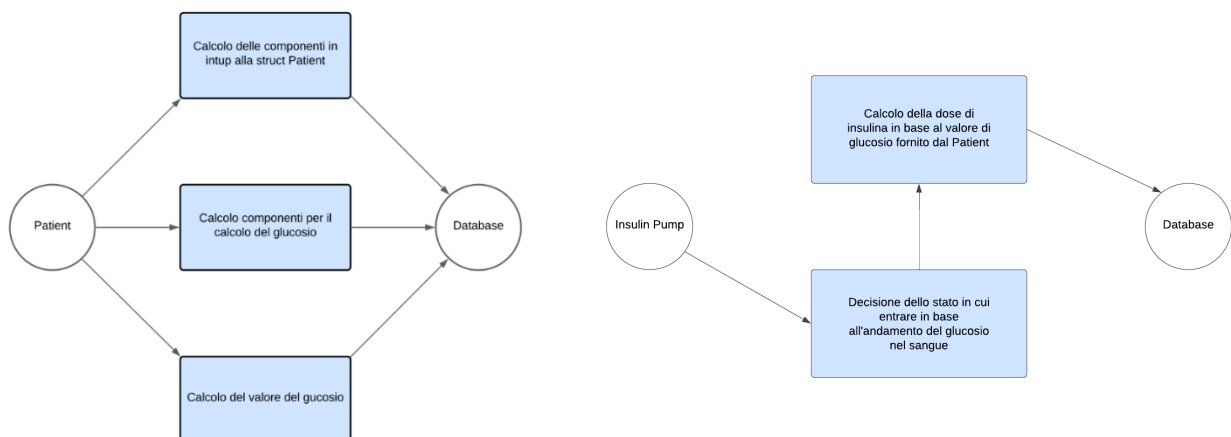 Calcolo delle componenti in
intup alla struct Patient
Patient
Calcolo componenti per il
calcolo del glucosio
Database
Calcolo del valore del gucosio
Calcolo della dose di
insulina in base al valore di
glucosio fornito dal Patient
Insulin Pump
Database
Decisione dello stato in cui
entrare in base
all'andamento del glucosio
nel sangue